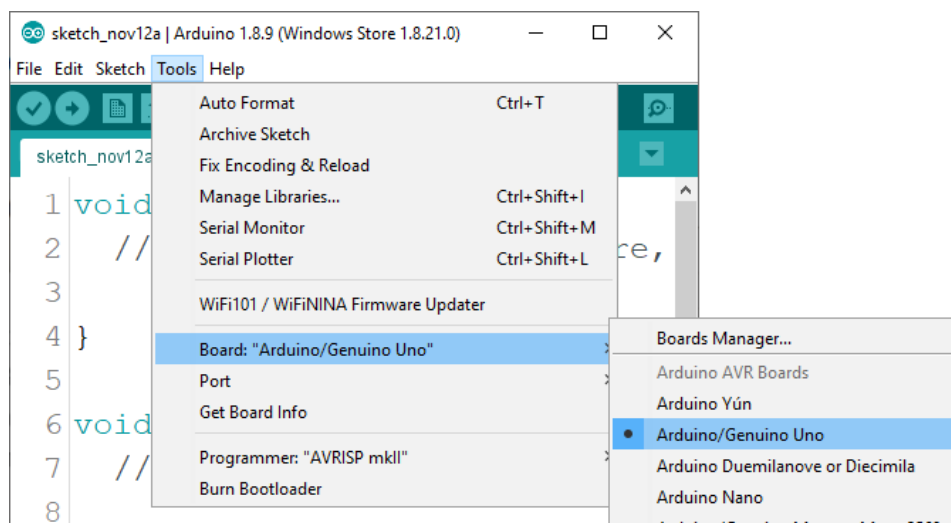 sketch_nov12a | Arduino 1.8.9 (Windows Store 1.8.21.0)
File Edit Sketch Tools Help
sketch_nov12a
Auto Format Ctrl+T
Archive Sketch
Fix Encoding & Reload
Manage Libraries... Ctrl+Shift+I
Serial Monitor Ctrl+Shift+M
Serial Plotter Ctrl+Shift+L
WiFi101 / WiFiNINA Firmware Updater
Board: "Arduino/Genuino Uno"
Port
Get Board Info
Programmer: "AVRISP mkII"
Burn Bootloader
Boards Manager...
Arduino AVR Boards
Arduino Yún
Arduino/Genuino Uno
Arduino Duemilanove or Diecimila
Arduino Nano
1 void
2 // re,
3
4 }
5
6 void
7 //
8